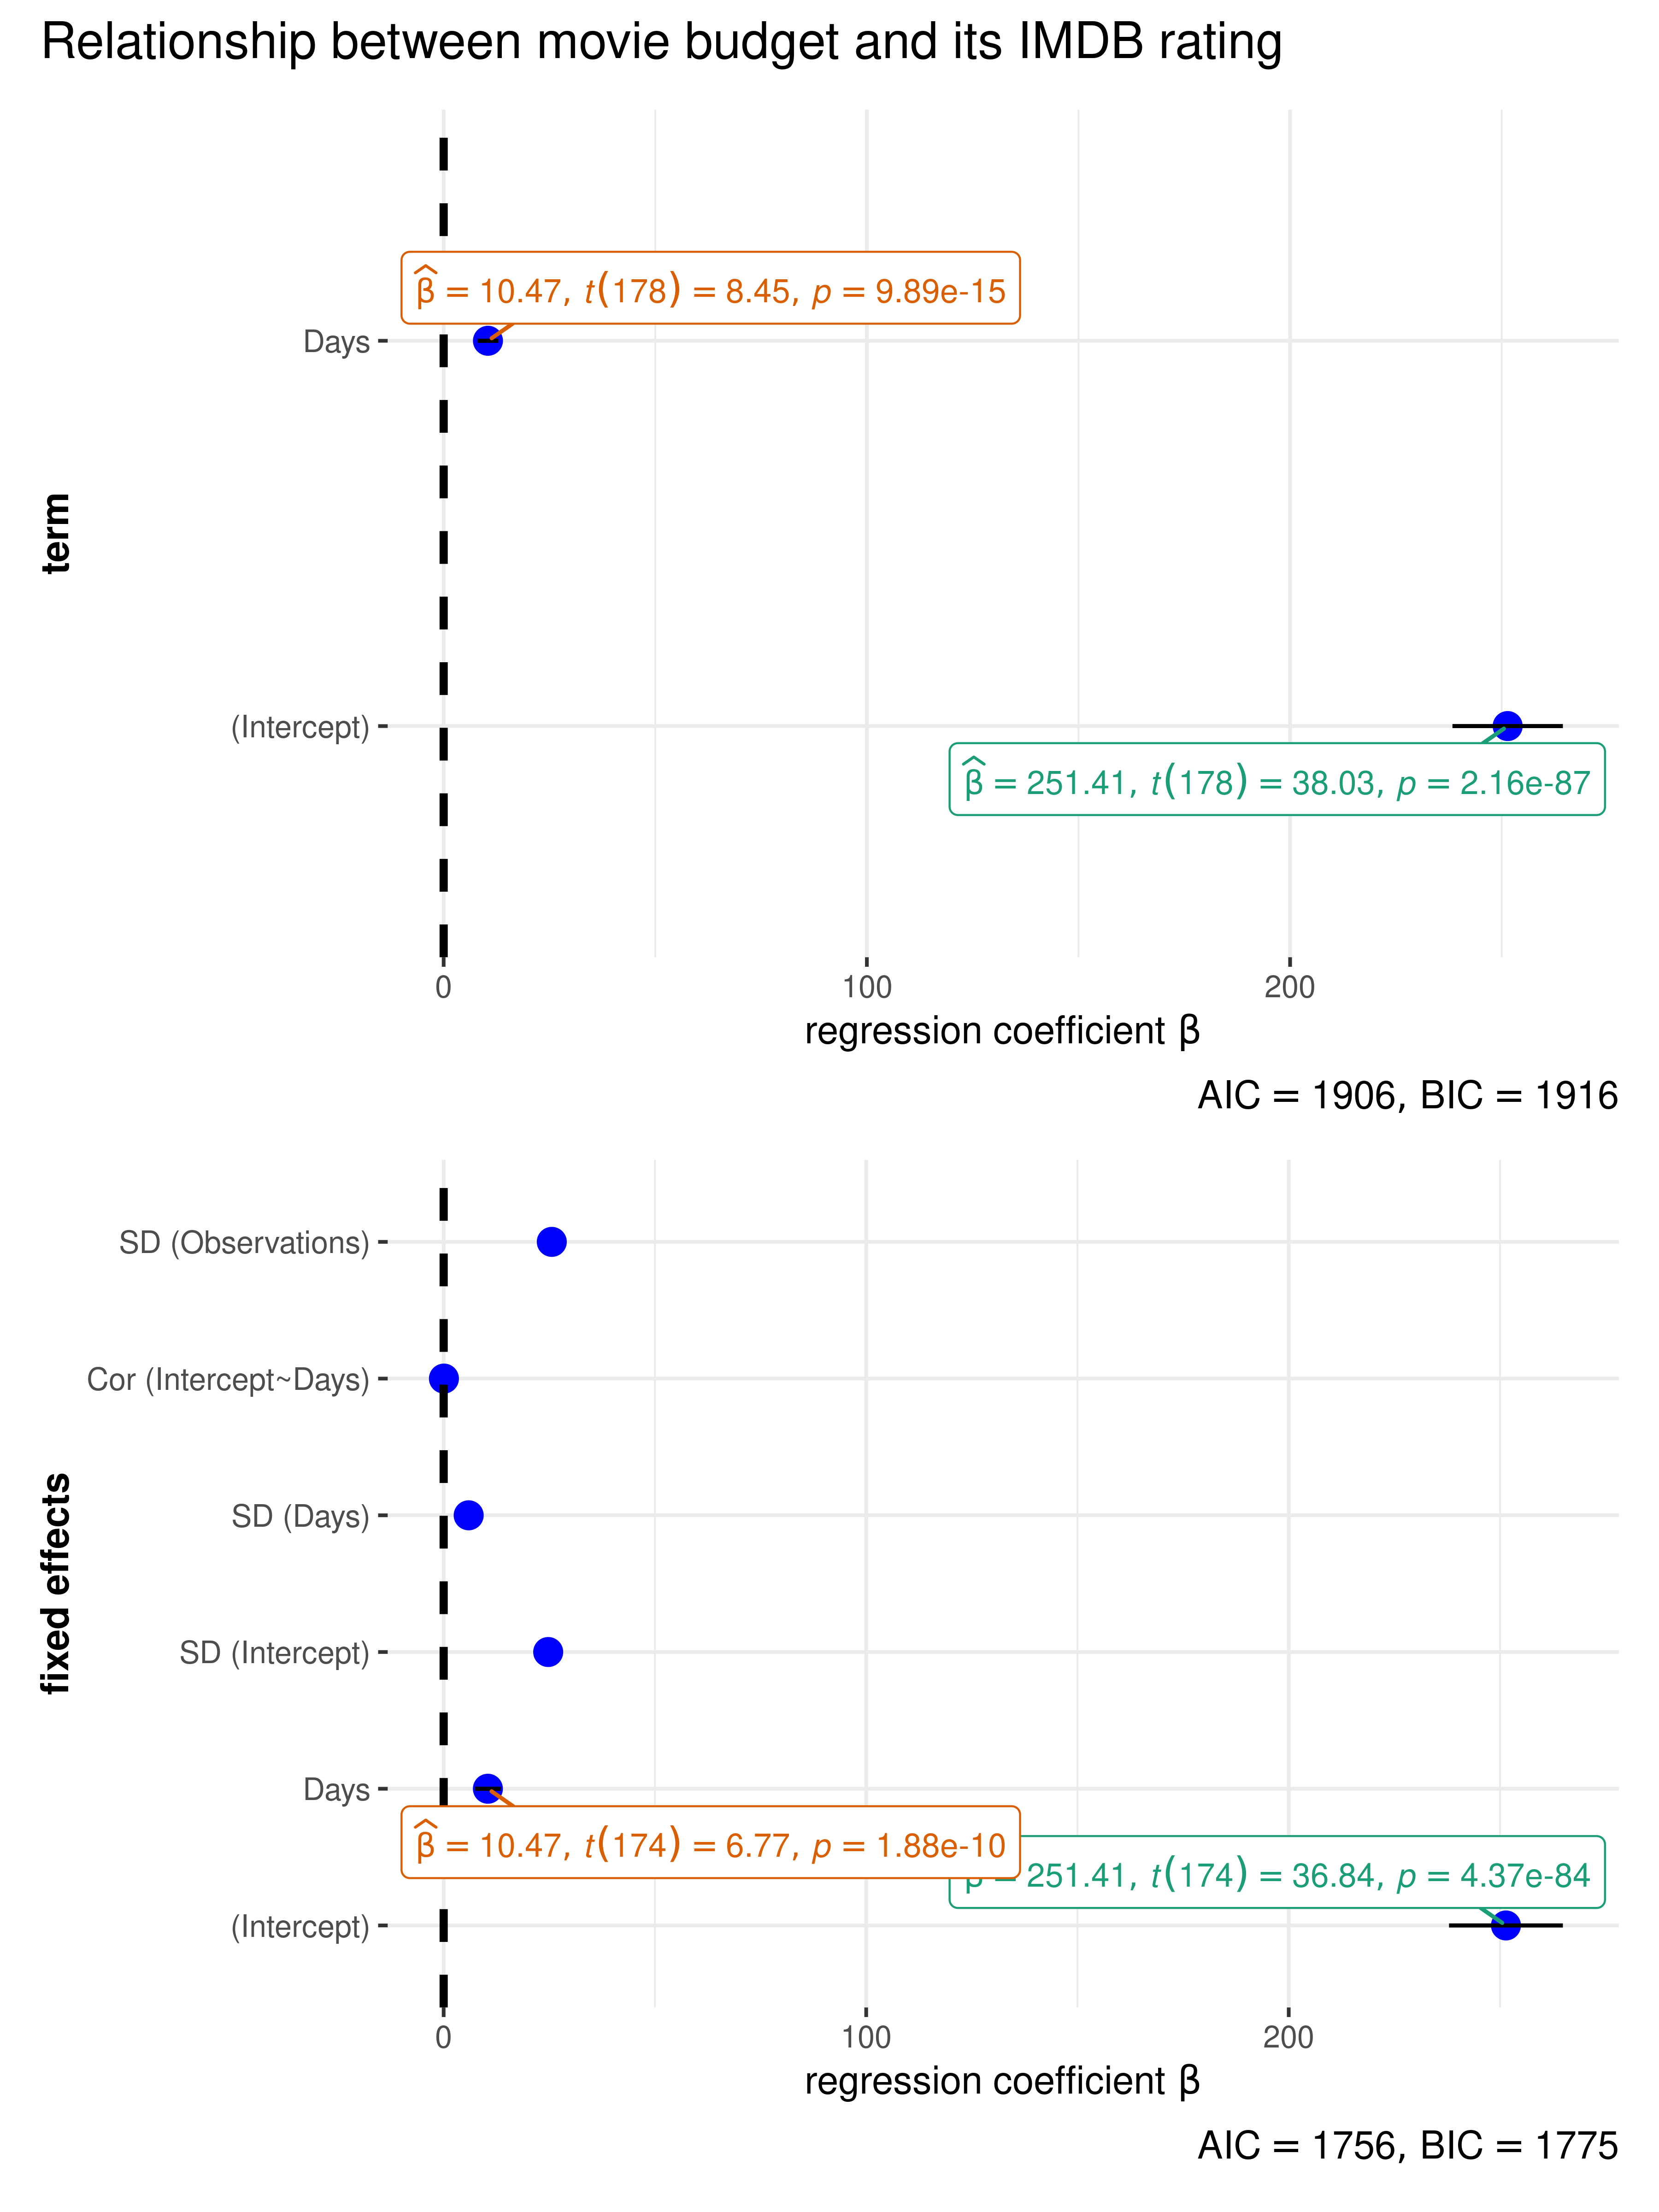 Relationship between movie budget and its IMDB rating
β̂ = 10.47, t(178) = 8.45, p = 9.89e-15
Days
term
(Intercept)
β̂ = 251.41, t(178) = 38.03, p = 2.16e-87
0 100 200
regression coefficient β
AIC = 1906, BIC = 1916
SD (Observations)
Cor (Intercept~Days)
SD (Days)
fixed effects
SD (Intercept)
Days
β̂ = 10.47, t(174) = 6.77, p = 1.88e-10
251.41, t(174) = 36.84, p = 4.37e-84
(Intercept)
0 100 200
regression coefficient β
AIC = 1756, BIC = 1775